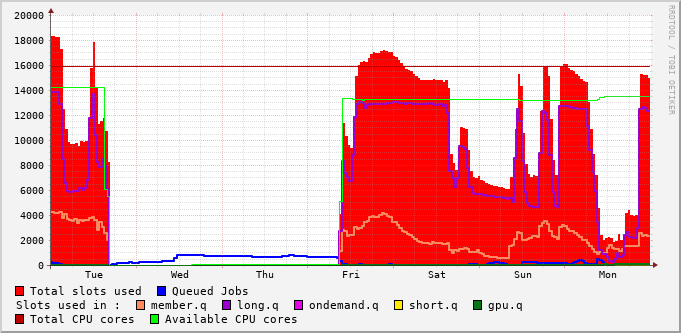 20000
18000
16000
14000
12000
10000
8000
6000
4000
2000
0
Tue Wed Thu Fri Sat Sun Mon
RRDTOOL / TOBI OETIKER
Total slots used Queued Jobs
Slots used in : member.q long.q ondemand.q short.q gpu.q
Total CPU cores Available CPU cores